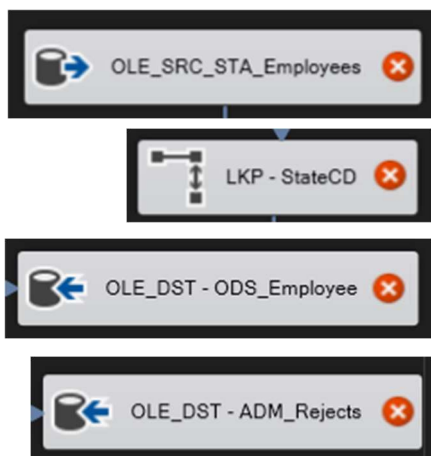 OLE_SRC_STA_Employees
LKP - StateCD
OLE_DST - ODS_Employee
OLE_DST - ADM_Rejects